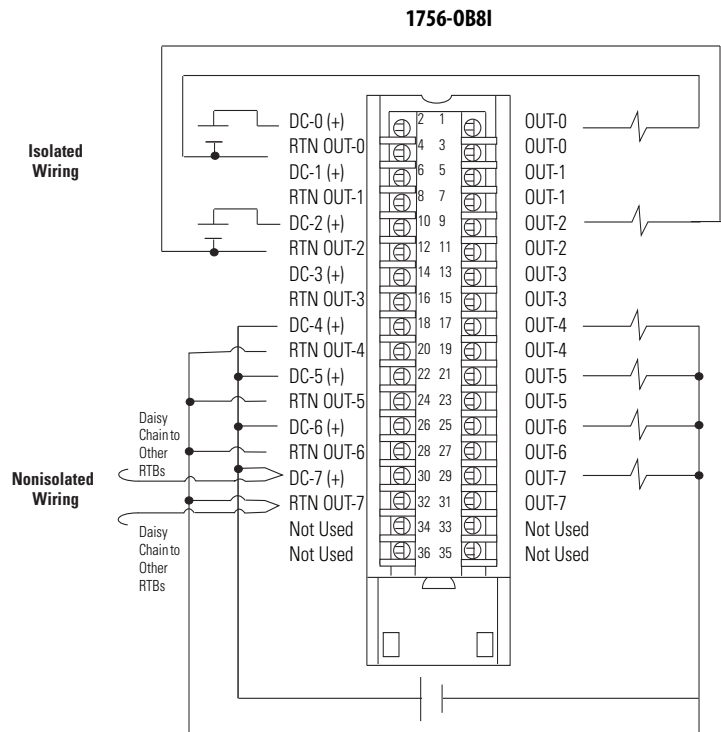 1756-OB8I
Isolated
Wiring
DC-0 (+) 2 1 OUT-0
RTN OUT-0 4 3 OUT-0
DC-1 (+) 6 5 OUT-1
RTN OUT-1 8 7 OUT-1
DC-2 (+) 10 9 OUT-2
RTN OUT-2 12 11 OUT-2
DC-3 (+) 14 13 OUT-3
RTN OUT-3 16 15 OUT-3
DC-4 (+) 18 17 OUT-4
RTN OUT-4 20 19 OUT-4
DC-5 (+) 22 21 OUT-5
RTN OUT-5 24 23 OUT-5
DC-6 (+) 26 25 OUT-6
RTN OUT-6 28 27 OUT-6
DC-7 (+) 30 29 OUT-7
RTN OUT-7 32 31 OUT-7
Not Used 34 33 Not Used
Not Used 36 35 Not Used
Nonisolated
Wiring
Daisy
Chain to
Other
RTBs
Daisy
Chain to
Other
RTBs